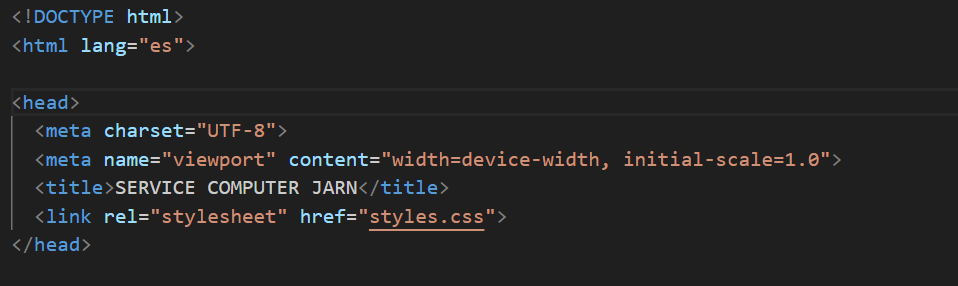 <!DOCTYPE html>
<html lang="es">
<head>
<meta charset="UTF-8">
<meta name="viewport" content="width=device-width, initial-scale=1.0">
<title>SERVICE COMPUTER JARN</title>
<link rel="stylesheet" href="styles.css">
</head>